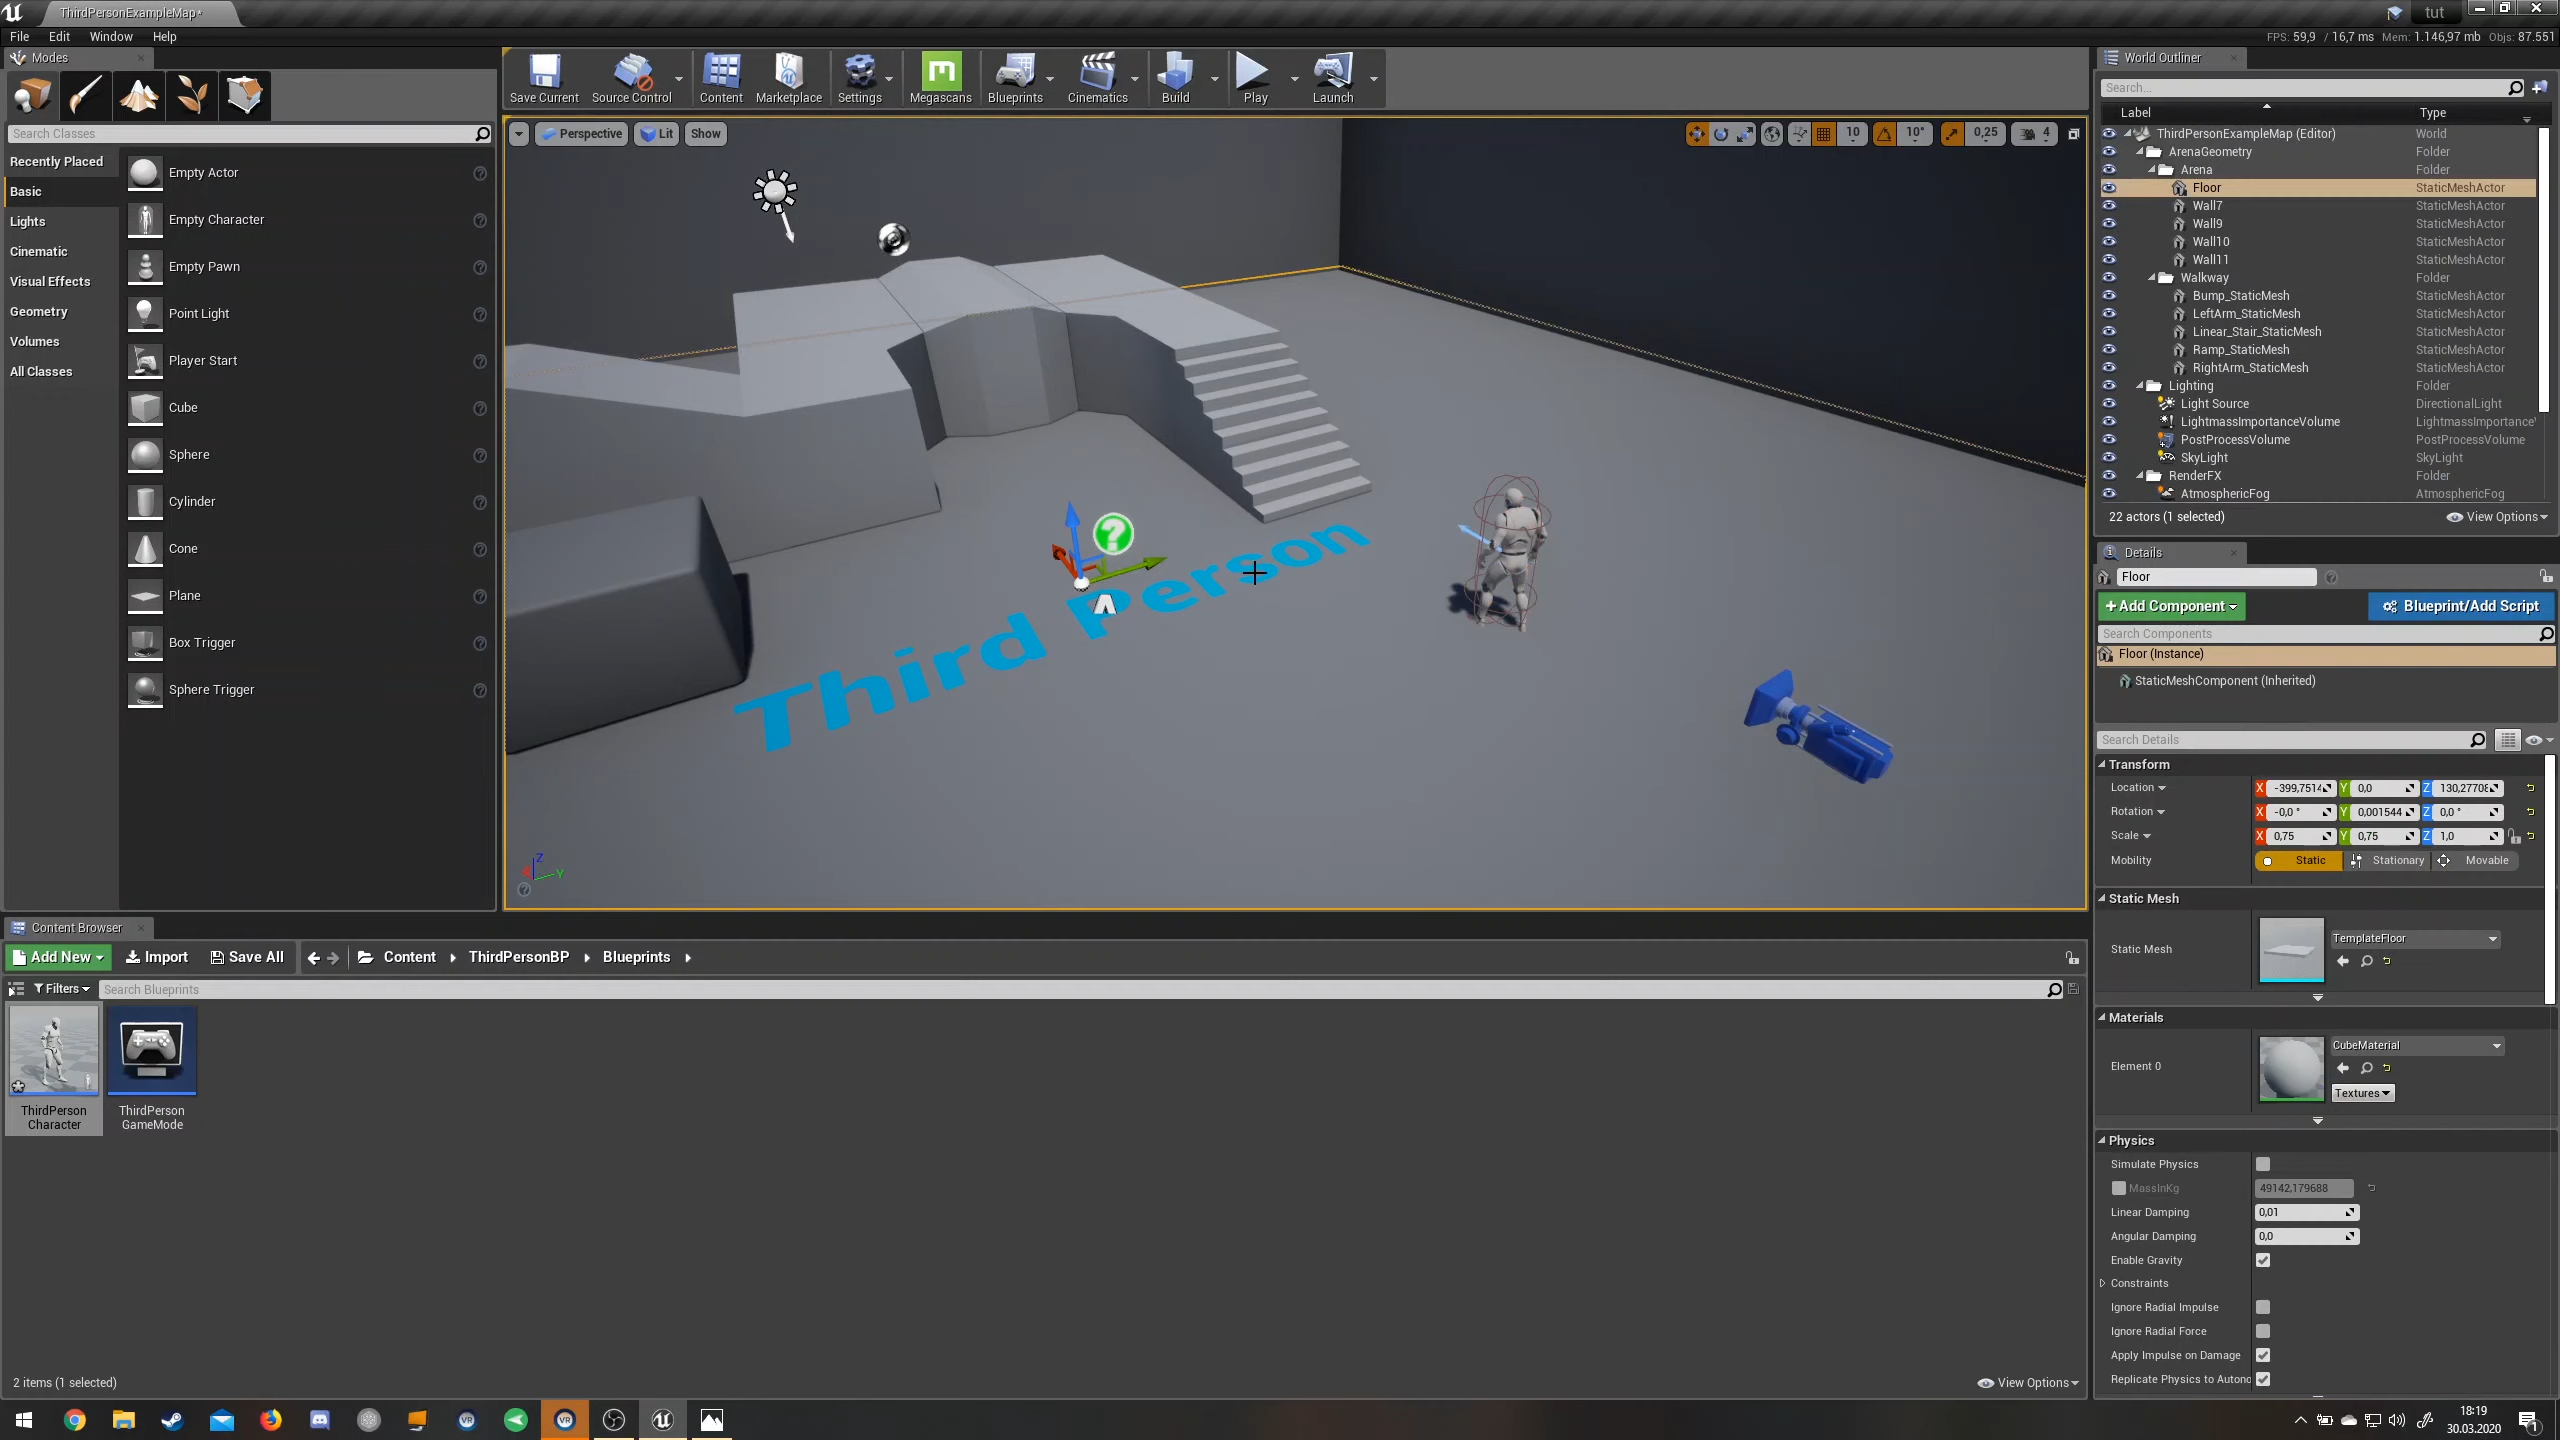 ThirdPersonExampleMap*
tut
File Edit Window Help
FPS: 59,9 / 16,7 ms Mem: 1.146,97 mb Objs: 87.551
Modes
Search Classes
Recently Placed
Basic
Lights
Cinematic
Visual Effects
Geometry
Volumes
All Classes
Empty Actor
Empty Character
Empty Pawn
Point Light
Player Start
Cube
Sphere
Cylinder
Cone
Plane
Box Trigger
Sphere Trigger
Save Current
Source Control
Content
Marketplace
Settings
Megascans
Blueprints
Cinematics
Build
Play
Launch
Perspective
Lit
Show
10
10°
0,25
4
Third Person
Z
Y
World Outliner
Search...
Label Type
ThirdPersonExampleMap (Editor) World
ArenaGeometry Folder
Arena Folder
Floor StaticMeshActor
Wall7 StaticMeshActor
Wall9 StaticMeshActor
Wall10 StaticMeshActor
Wall11 StaticMeshActor
Walkway Folder
Bump_StaticMesh StaticMeshActor
LeftArm_StaticMesh StaticMeshActor
Linear_Stair_StaticMesh StaticMeshActor
Ramp_StaticMesh StaticMeshActor
RightArm_StaticMesh StaticMeshActor
Lighting Folder
Light Source DirectionalLight
LightmassImportanceVolume LightmassImportance
PostProcessVolume PostProcessVolume
SkyLight SkyLight
RenderFX Folder
AtmosphericFog AtmosphericFog
22 actors (1 selected)
View Options
Details
Floor
+Add Component
Blueprint/Add Script
Search Components
Floor (Instance)
StaticMeshComponent (Inherited)
Search Details
Transform
Location X -399,7514 Y 0,0 Z 130,27708
Rotation X -0,0 ° Y 0,001544 Z 0,0 °
Scale X 0,75 Y 0,75 Z 1,0
Mobility Static Stationary Movable
Static Mesh
Static Mesh TemplateFloor
Materials
Element 0 CubeMaterial
Textures
Physics
Simulate Physics
MassInKg 49142,179688
Linear Damping 0,01
Angular Damping 0,0
Enable Gravity
Constraints
Ignore Radial Impulse
Ignore Radial Force
Apply Impulse on Damage
Replicate Physics to Autono
Content Browser
Add New Import Save All Content ThirdPersonBP Blueprints
Filters Search Blueprints
ThirdPerson
Character
ThirdPerson
GameMode
2 items (1 selected)
View Options
18:19
30.03.2020